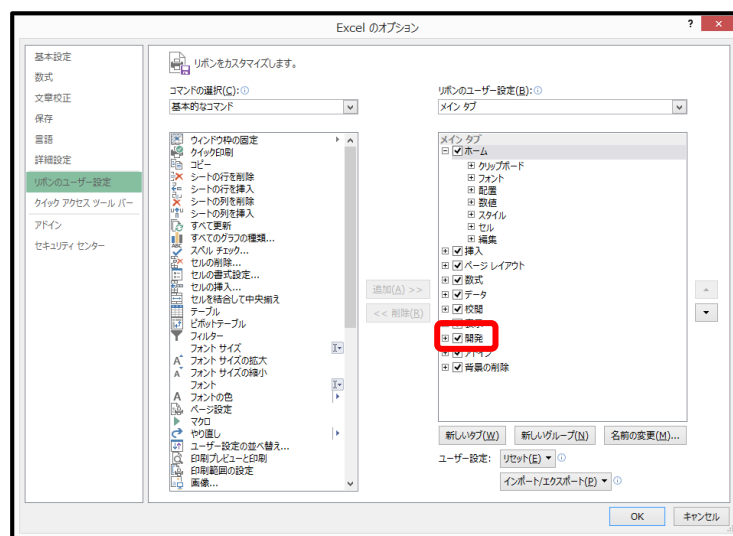 Excel のオプション
?
×
基本設定
数式
文章校正
保存
言語
詳細設定
リボンのユーザー設定
クイック アクセス ツール バー
アドイン
セキュリティ センター
リボンをカスタマイズします。
コマンドの選択(C):
基本的なコマンド
ウィンドウ枠の固定
クイック印刷
コピー
シートの行を削除
シートの行を挿入
シートの列を削除
シートの列を挿入
すべて更新
すべてのグラフの種類...
スペル チェック...
セルの削除...
セルの書式設定...
セルの挿入...
セルを結合して中央揃え
テーブル
ピボットテーブル
フィルター
フォント サイズ
フォント サイズの拡大
フォント サイズの縮小
フォント
フォントの色
ページ設定
マクロ
やり直し
ユーザー設定の並べ替え...
印刷プレビューと印刷
印刷範囲の設定
画像...
追加(A) >>
<< 削除(R)
リボンのユーザー設定(B):
メイン タブ
メイン タブ
ホーム
クリップボード
フォント
配置
数値
スタイル
セル
編集
挿入
ページ レイアウト
数式
データ
校閲
表示
開発
アドイン
背景の削除
新しいタブ(W)
新しいグループ(N)
名前の変更(M)...
ユーザー設定:
リセット(E)
インポート/エクスポート(P)
OK
キャンセル